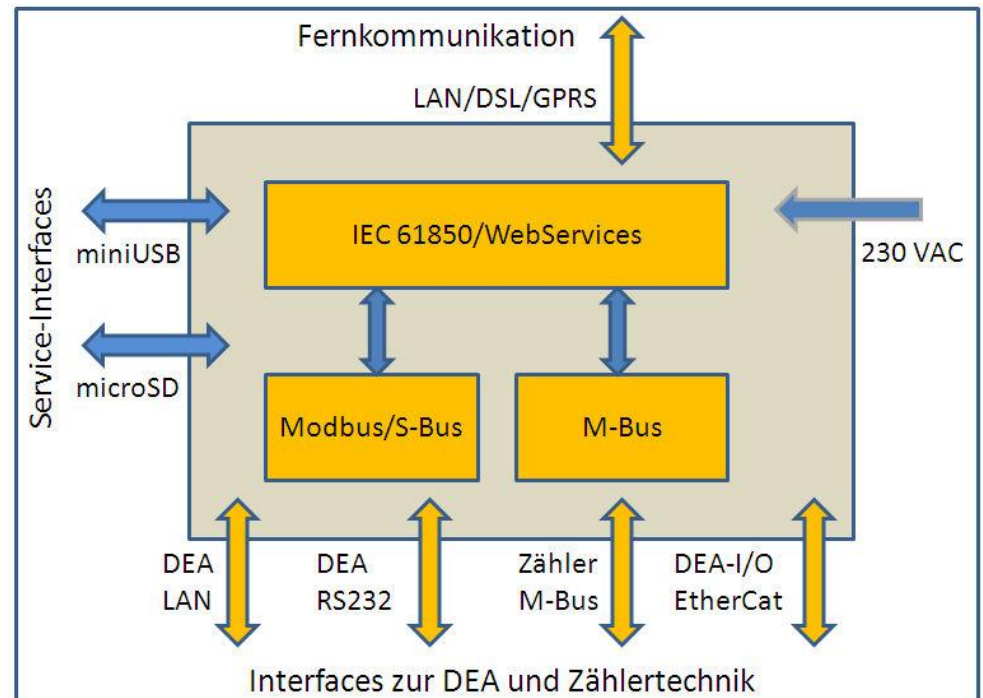 Fernkommunikation
LAN/DSL/GPRS
Service-Interfaces
miniUSB
microSD
IEC 61850/WebServices
230 VAC
Modbus/S-Bus
M-Bus
DEA
LAN
DEA
RS232
Zähler
M-Bus
DEA-I/O
EtherCat
Interfaces zur DEA und Zählertechnik